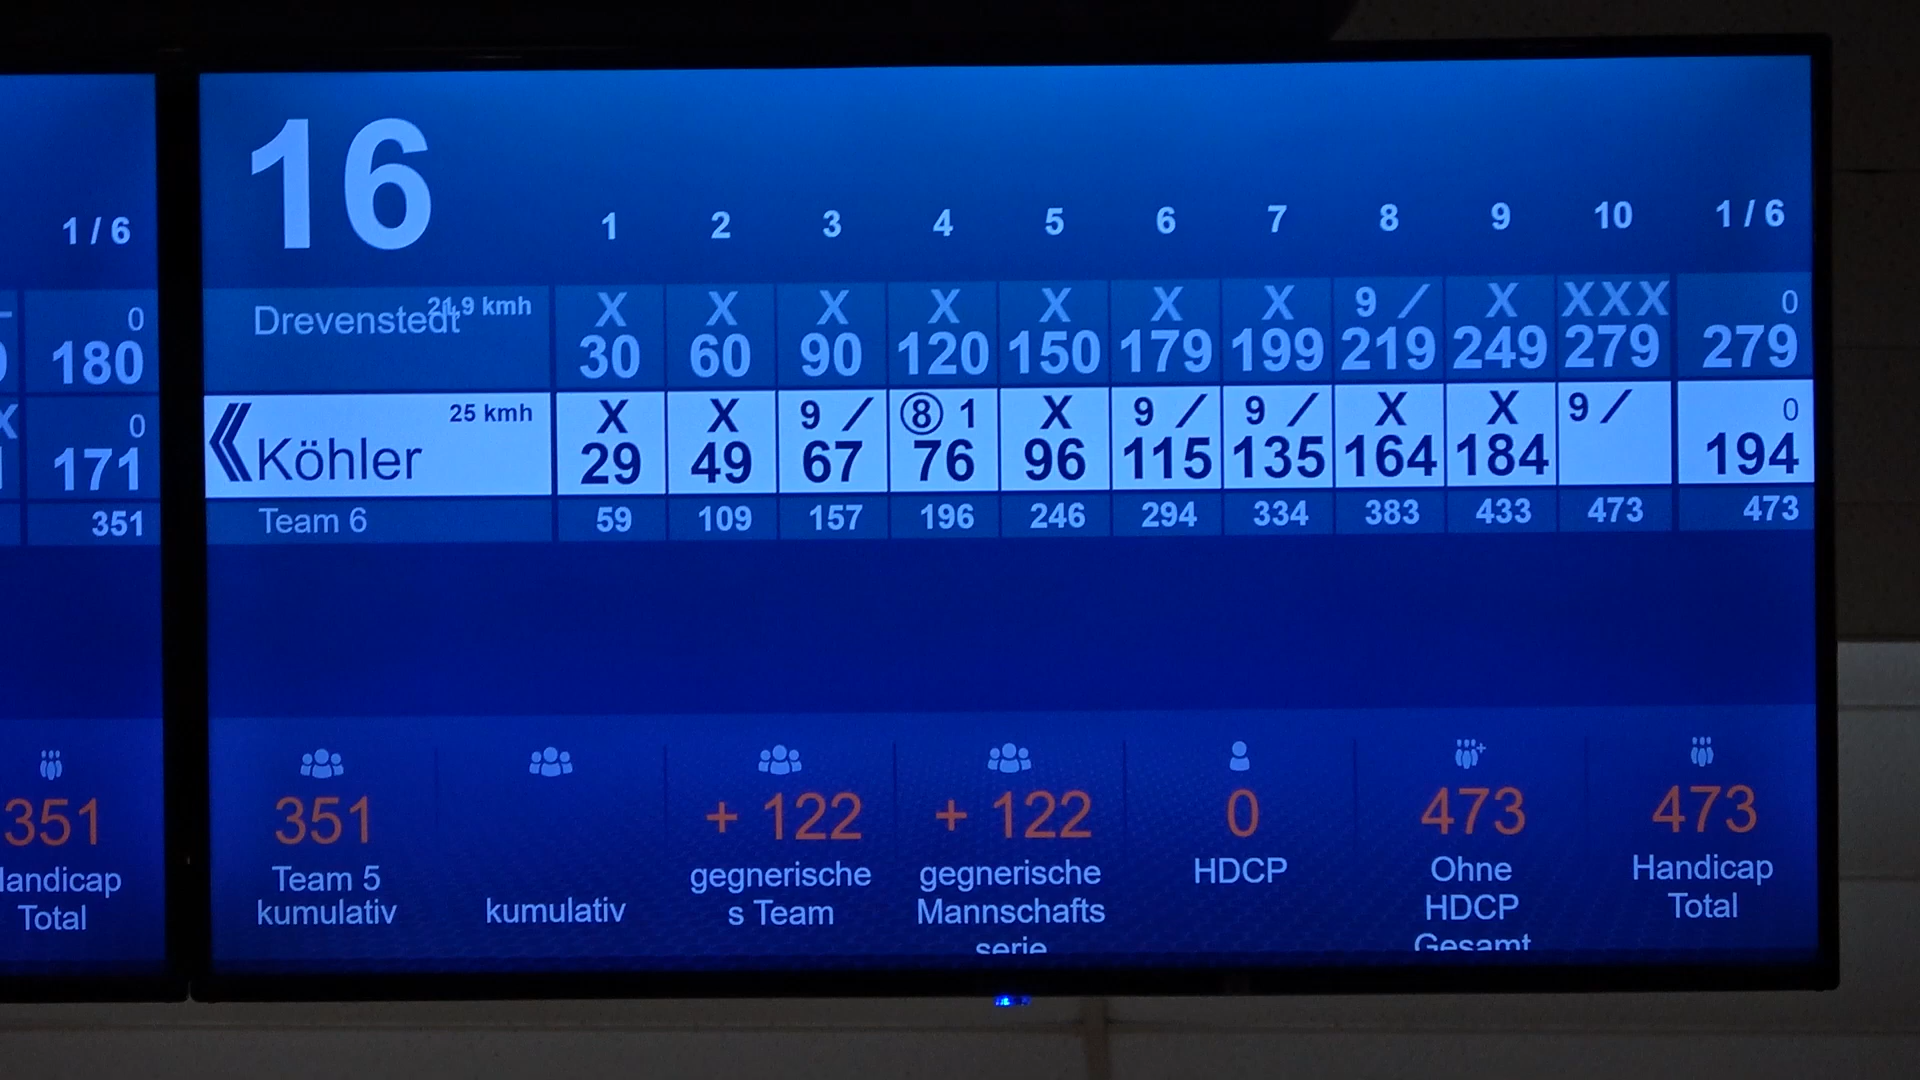 1 / 6
0
180
0
171
351
351
Handicap
Total
16
1 2 3 4 5 6 7 8 9 10 1 / 6
Drevenstedt 21,9 kmh X X X X X X X 9 / X XXX 0
30 60 90 120 150 179 199 219 249 279 279
Köhler 25 kmh X X 9 / 8 1 X 9 / 9 / X X 9 / 0
29 49 67 76 96 115 135 164 184 194
Team 6 59 109 157 196 246 294 334 383 433 473 473
351
Team 5
kumulativ
kumulativ
+ 122
gegnerische
s Team
+ 122
gegnerische
Mannschafts
serie
0
HDCP
473
Ohne
HDCP
Gesamt
473
Handicap
Total